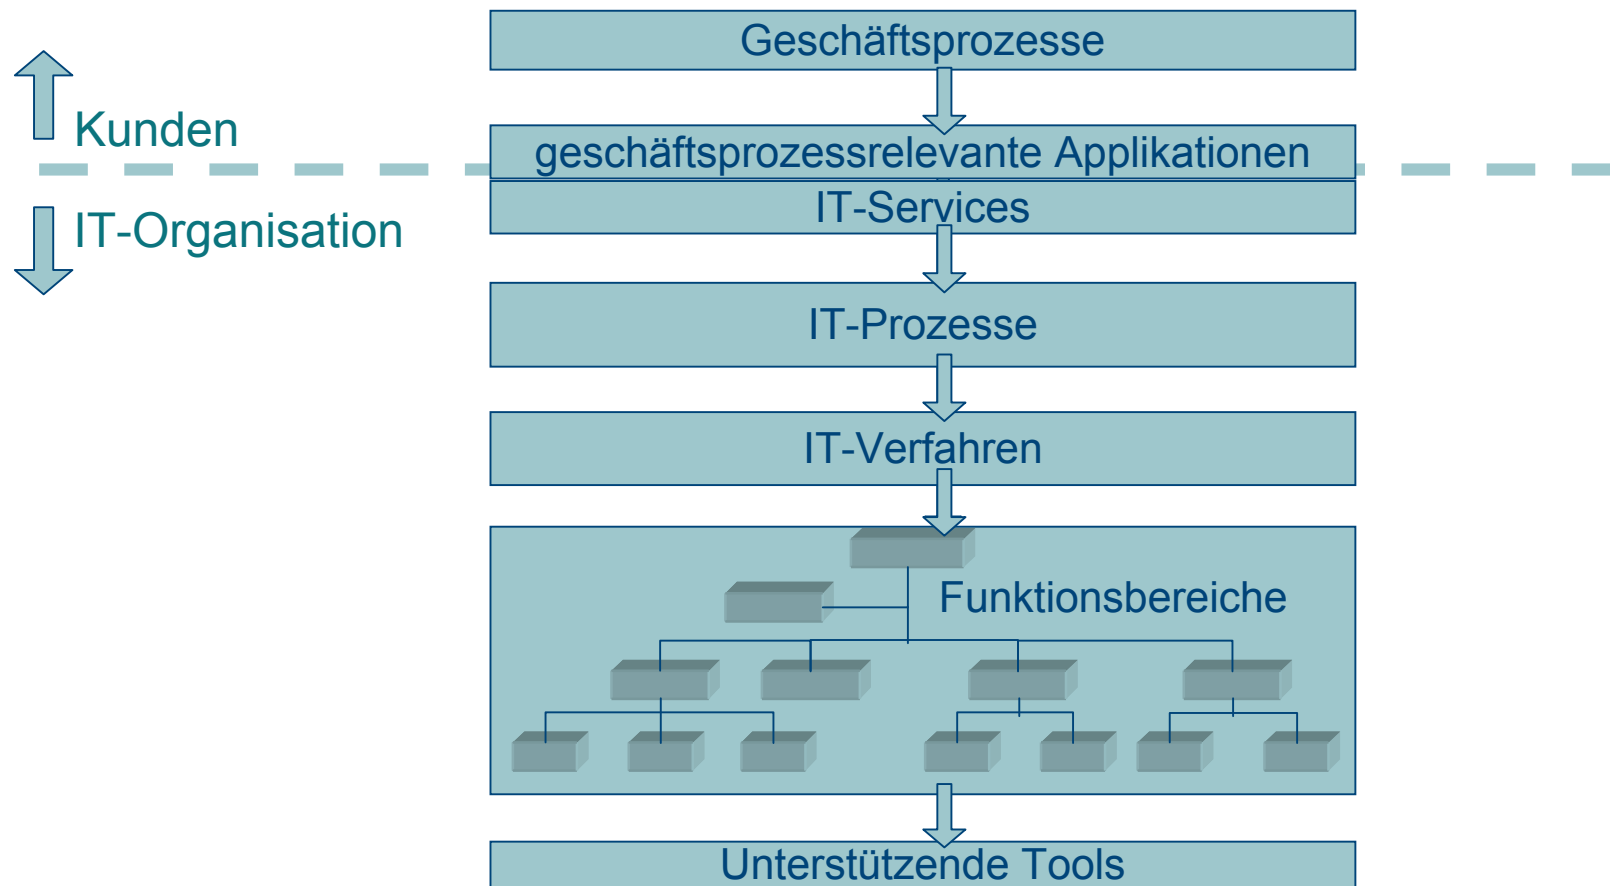 Geschäftsprozesse
Kunden
geschäftsprozessrelevante Applikationen
IT-Services
IT-Organisation
IT-Prozesse
IT-Verfahren
Funktionsbereiche
Unterstützende Tools